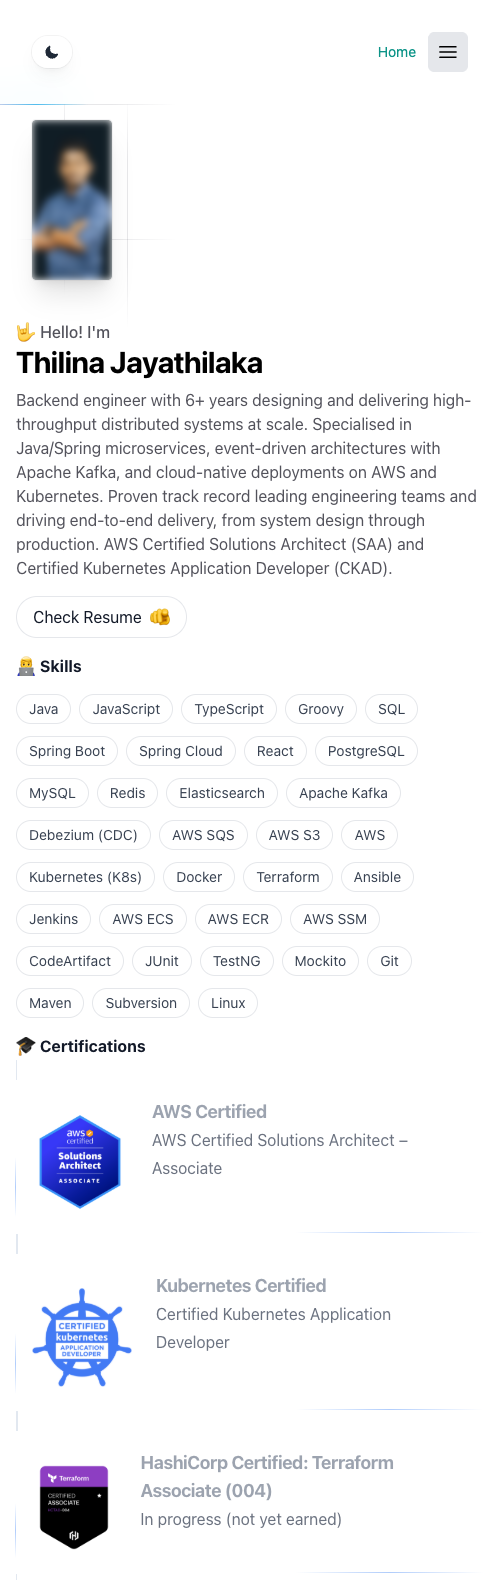 Home
🤟 Hello! I'm
Thilina Jayathilaka
Backend engineer with 6+ years designing and delivering high-
throughput distributed systems at scale. Specialised in
Java/Spring microservices, event-driven architectures with
Apache Kafka, and cloud-native deployments on AWS and
Kubernetes. Proven track record leading engineering teams and
driving end-to-end delivery, from system design through
production. AWS Certified Solutions Architect (SAA) and
Certified Kubernetes Application Developer (CKAD).
Check Resume 🫵
👨‍💻 Skills
Java JavaScript TypeScript Groovy SQL
Spring Boot Spring Cloud React PostgreSQL
MySQL Redis Elasticsearch Apache Kafka
Debezium (CDC) AWS SQS AWS S3 AWS
Kubernetes (K8s) Docker Terraform Ansible
Jenkins AWS ECS AWS ECR AWS SSM
CodeArtifact JUnit TestNG Mockito Git
Maven Subversion Linux
🎓 Certifications
aws
certified
Solutions
Architect
ASSOCIATE
AWS Certified
AWS Certified Solutions Architect –
Associate
CERTIFIED
kubernetes
APPLICATION
DEVELOPER
Kubernetes Certified
Certified Kubernetes Application
Developer
Terraform
CERTIFIED
ASSOCIATE
HashiCorp Certified: Terraform
Associate (004)
In progress (not yet earned)